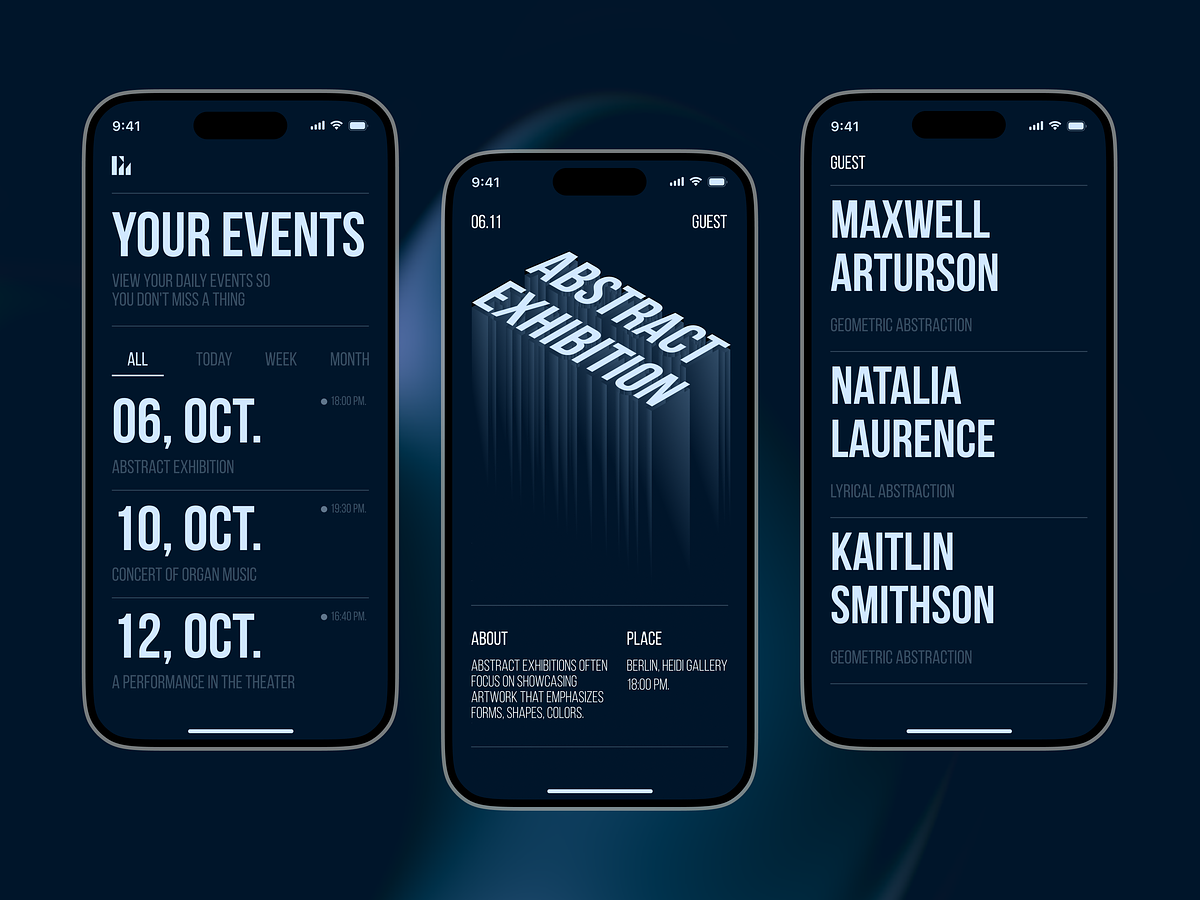 9:41
YOUR EVENTS
VIEW YOUR DAILY EVENTS SO
YOU DON'T MISS A THING
ALL TODAY WEEK MONTH
06, OCT.
18:00 PM.
ABSTRACT EXHIBITION
10, OCT.
19:30 PM.
CONCERT OF ORGAN MUSIC
12, OCT.
16:40 PM.
A PERFORMANCE IN THE THEATER
9:41
06.11 GUEST
ABSTRACT
EXHIBITION
ABOUT
ABSTRACT EXHIBITIONS OFTEN
FOCUS ON SHOWCASING
ARTWORK THAT EMPHASIZES
FORMS, SHAPES, COLORS.
PLACE
BERLIN, HEIDI GALLERY
18:00 PM.
9:41
GUEST
MAXWELL
ARTURSON
GEOMETRIC ABSTRACTION
NATALIA
LAURENCE
LYRICAL ABSTRACTION
KAITLIN
SMITHSON
GEOMETRIC ABSTRACTION